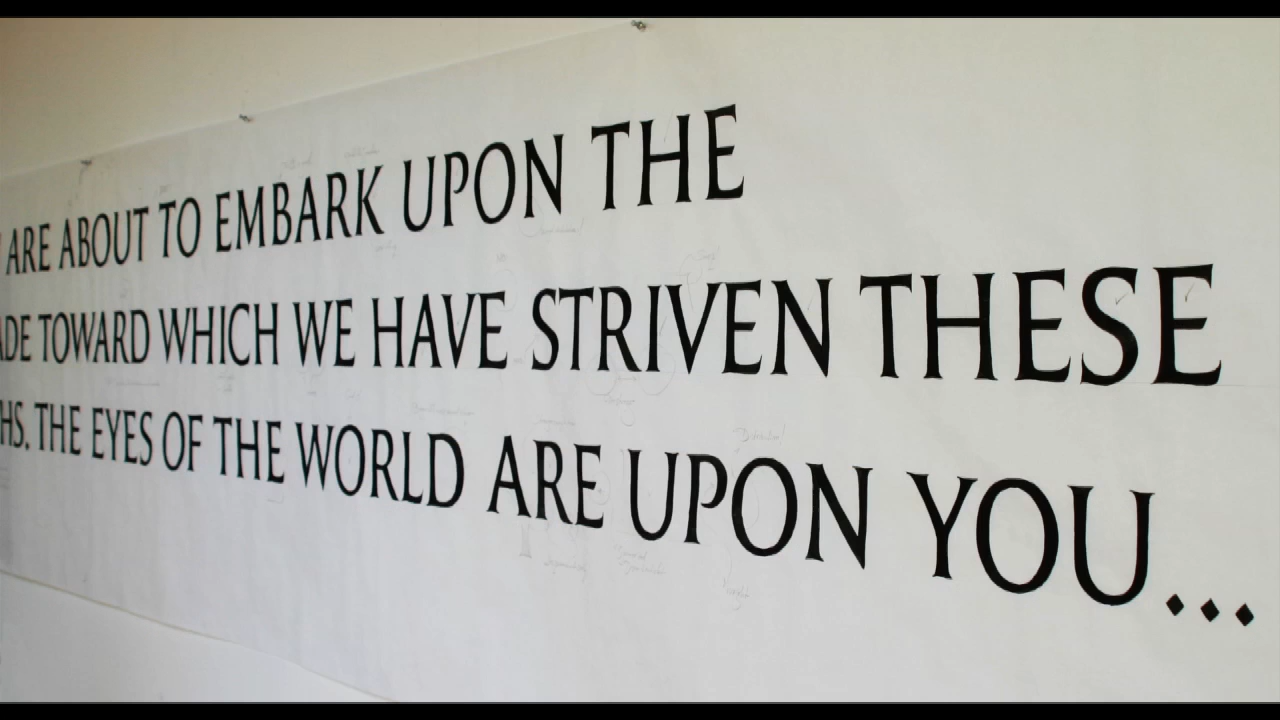 ARE ABOUT TO EMBARK UPON THE
ADE TOWARD WHICH WE HAVE STRIVEN THESE
HS. THE EYES OF THE WORLD ARE UPON YOU...